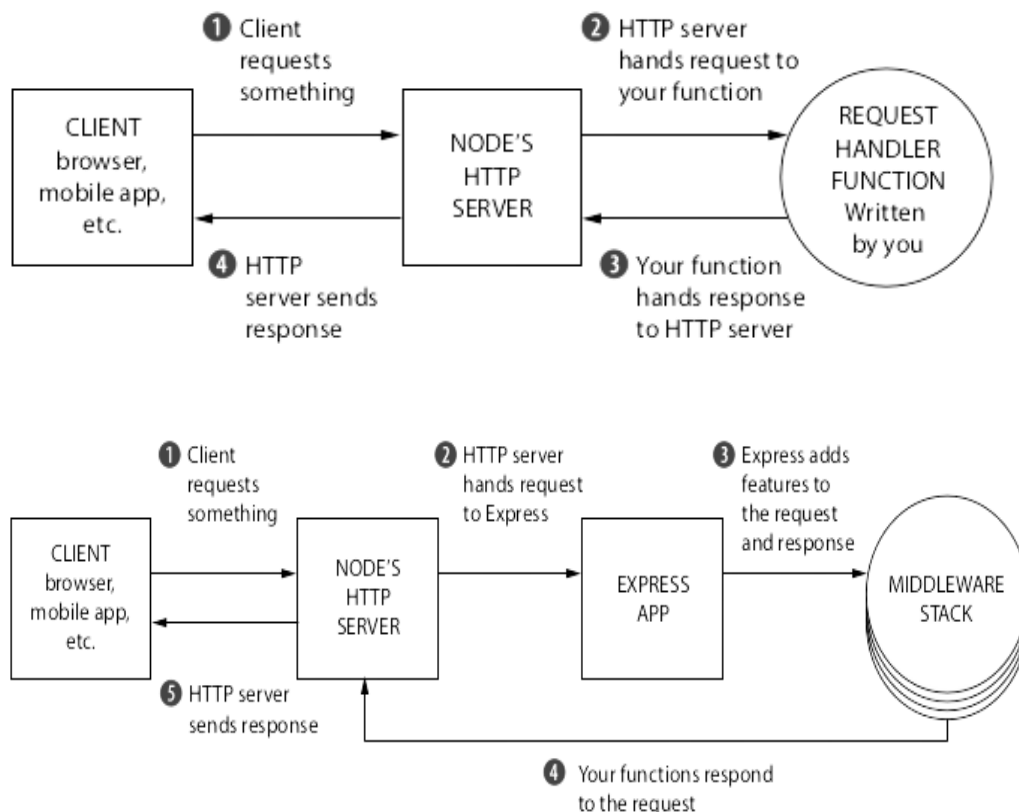 1 Client
requests
something
2 HTTP server
hands request to
your function
CLIENT
browser,
mobile app,
etc.
NODE'S
HTTP
SERVER
REQUEST
HANDLER
FUNCTION
Written
by you
4 HTTP
server sends
response
3 Your function
hands response
to HTTP server
1 Client
requests
something
2 HTTP server
hands request
to Express
3 Express adds
features to
the request
and response
CLIENT
browser,
mobile app,
etc.
NODE'S
HTTP
SERVER
EXPRESS
APP
MIDDLEWARE
STACK
5 HTTP server
sends response
4 Your functions respond
to the request